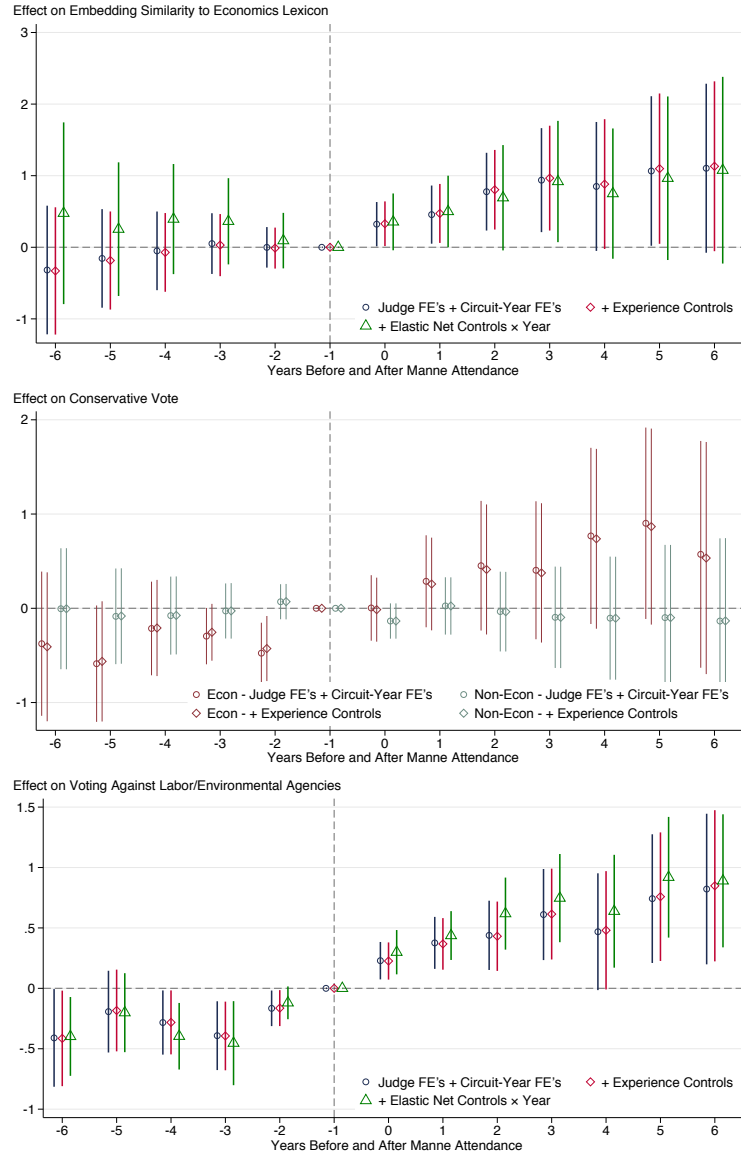 Effect on Embedding Similarity to Economics Lexicon
3
2
1
0
-1
Judge FE's + Circuit-Year FE's + Experience Controls
+ Elastic Net Controls × Year
-6 -5 -4 -3 -2 -1 0 1 2 3 4 5 6
Years Before and After Manne Attendance
Effect on Conservative Vote
2
1
0
-1
Econ - Judge FE's + Circuit-Year FE's Non-Econ - Judge FE's + Circuit-Year FE's
Econ - + Experience Controls Non-Econ - + Experience Controls
-6 -5 -4 -3 -2 -1 0 1 2 3 4 5 6
Years Before and After Manne Attendance
Effect on Voting Against Labor/Environmental Agencies
1.5
1
.5
0
-.5
-1
Judge FE's + Circuit-Year FE's + Experience Controls
+ Elastic Net Controls × Year
-6 -5 -4 -3 -2 -1 0 1 2 3 4 5 6
Years Before and After Manne Attendance